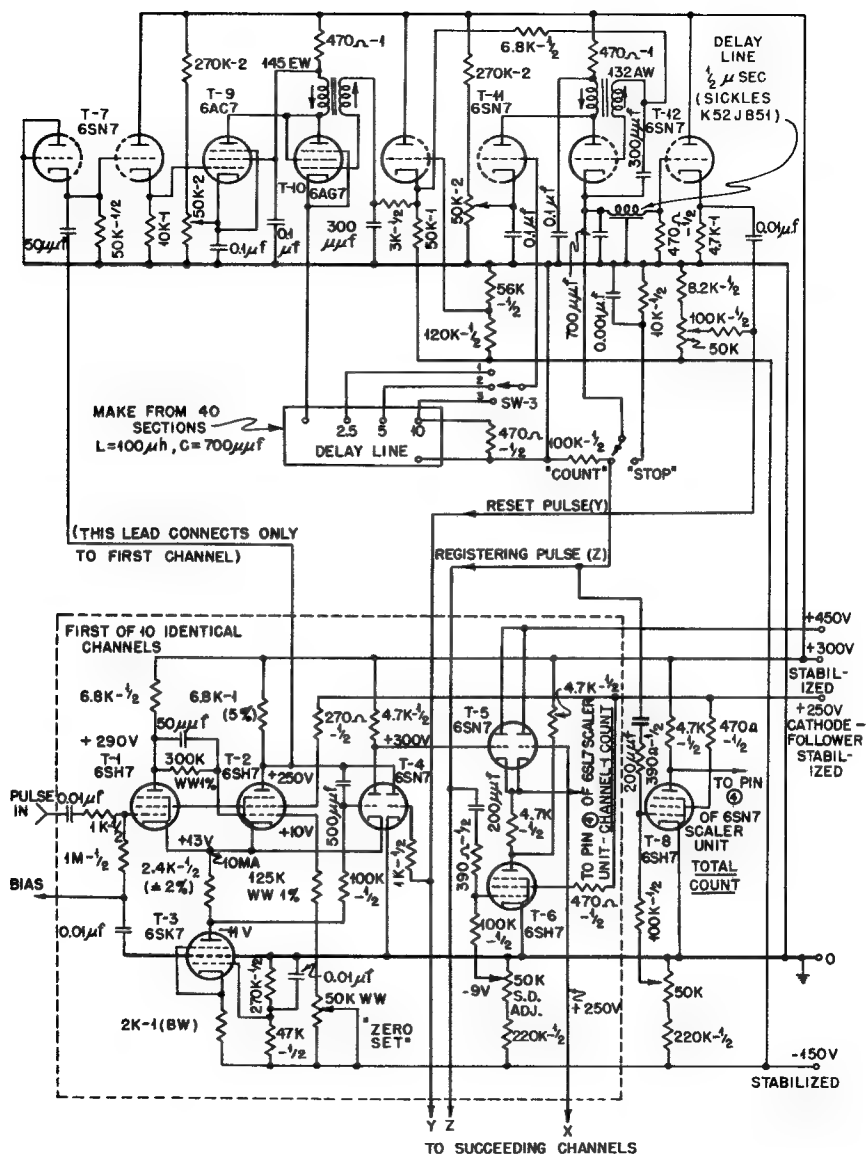 470Ω-1
145 EW
270K-2
T-9
6AC7
T-7
6SN7
T-10
6AG7
6.8K-½
470Ω-1
132AW
270K-2
T-11
6SN7
T-12
6SN7
300μμf
DELAY
LINE
½ μ SEC
(SICKLES
K52JB51)
50μμf
50K-½
10K-1
50K-2
0.1μf
0.1
μf
300
μμf
3K-½
50K-1
50K-2
0.1μf
0.1μf
700μμf
0.001μf
470Ω
-½
4.7K-1
0.01μf
56K
-½
120K-½
10K-½
8.2K-½
100K-½
50K
1
2
3
SW-3
MAKE FROM 40
SECTIONS
L=100μh, C=700μμf
2.5
5
10
DELAY LINE
470Ω
-½
100K-½
"COUNT"
"STOP"
RESET PULSE(Y)
(THIS LEAD CONNECTS ONLY
TO FIRST CHANNEL)
REGISTERING PULSE (Z)
FIRST OF 10 IDENTICAL
CHANNELS
+450V
+300V
STABIL-
IZED
+250V
CATHODE-
FOLLOWER
STABIL-
IZED
6.8K-½
6.8K-1
(5%)
270Ω
-½
4.7K-½
T-5
6SN7
4.7K-½
50μμf
+290V
T-1
6SH7
300K
WW1%
T-2
6SH7
+250V
+300V
T-4
6SN7
+10V
500μμf
200μμf
4.7K
-½
TO PIN ④ OF 6SL7 SCALER
UNIT-CHANNEL-1 COUNT
200μμf
390Ω-½
4.7K
-½
470Ω
-½
TO PIN
④
OF 6SN7
SCALER
UNIT
TOTAL
COUNT
T-8
6SH7
PULSE
IN
0.01μf
1K-½
1M-½
+13V
10MA
2.4K-½
(±2%)
125K
WW 1%
100K
-½
1K-½
390Ω-½
T-6
6SH7
470Ω
-½
100K
-½
100K-½
BIAS
T-3
6SK7
-11V
0.01μf
0.01μf
270K-½
50K WW
"ZERO
SET"
47K
-½
2K-1(BW)
-9V
50K
S.D.
ADJ.
220K-½
+250V
50K
220K-½
0
-150V
STABILIZED
Y Z X
TO SUCCEEDING CHANNELS